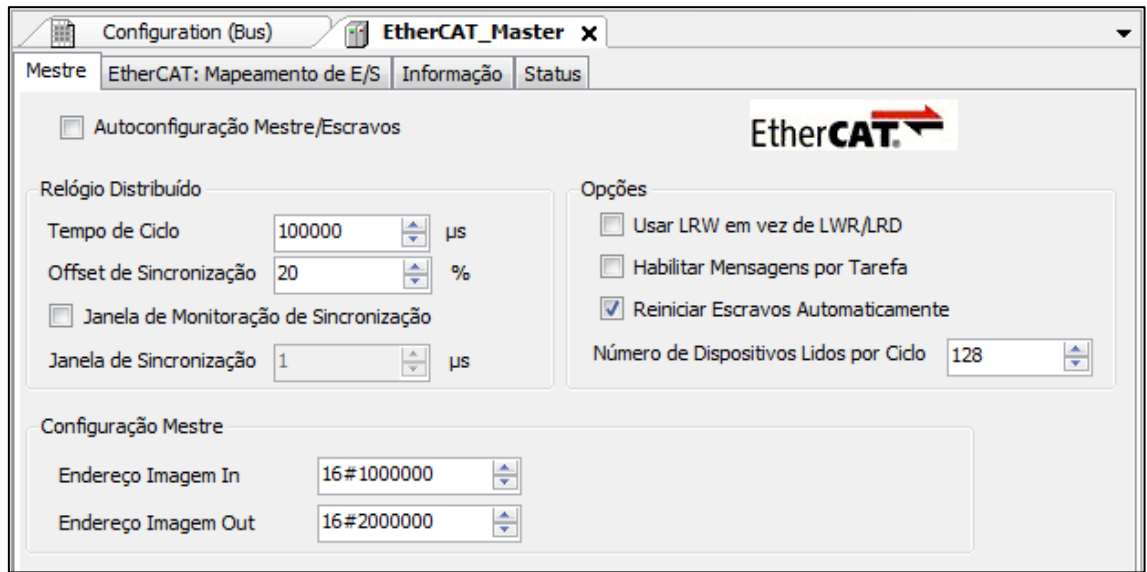 Configuration (Bus) EtherCAT_Master
Mestre EtherCAT: Mapeamento de E/S Informação Status
Autoconfiguração Mestre/Escravos
EtherCAT®
Relógio Distribuído
Tempo de Ciclo 100000 µs
Offset de Sincronização 20 %
Janela de Monitoração de Sincronização
Janela de Sincronização 1 µs
Opções
Usar LRW em vez de LWR/LRD
Habilitar Mensagens por Tarefa
Reiniciar Escravos Automaticamente
Número de Dispositivos Lidos por Ciclo 128
Configuração Mestre
Endereço Imagem In 16#1000000
Endereço Imagem Out 16#2000000